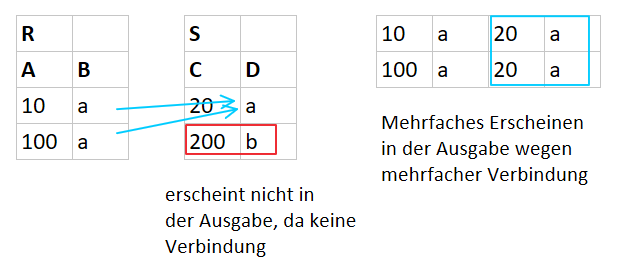 R
A B
10 a
100 a
S
C D
20 a
200 b
erscheint nicht in
der Ausgabe, da keine
Verbindung
10 a 20 a
100 a 20 a
Mehrfaches Erscheinen
in der Ausgabe wegen
mehrfacher Verbindung